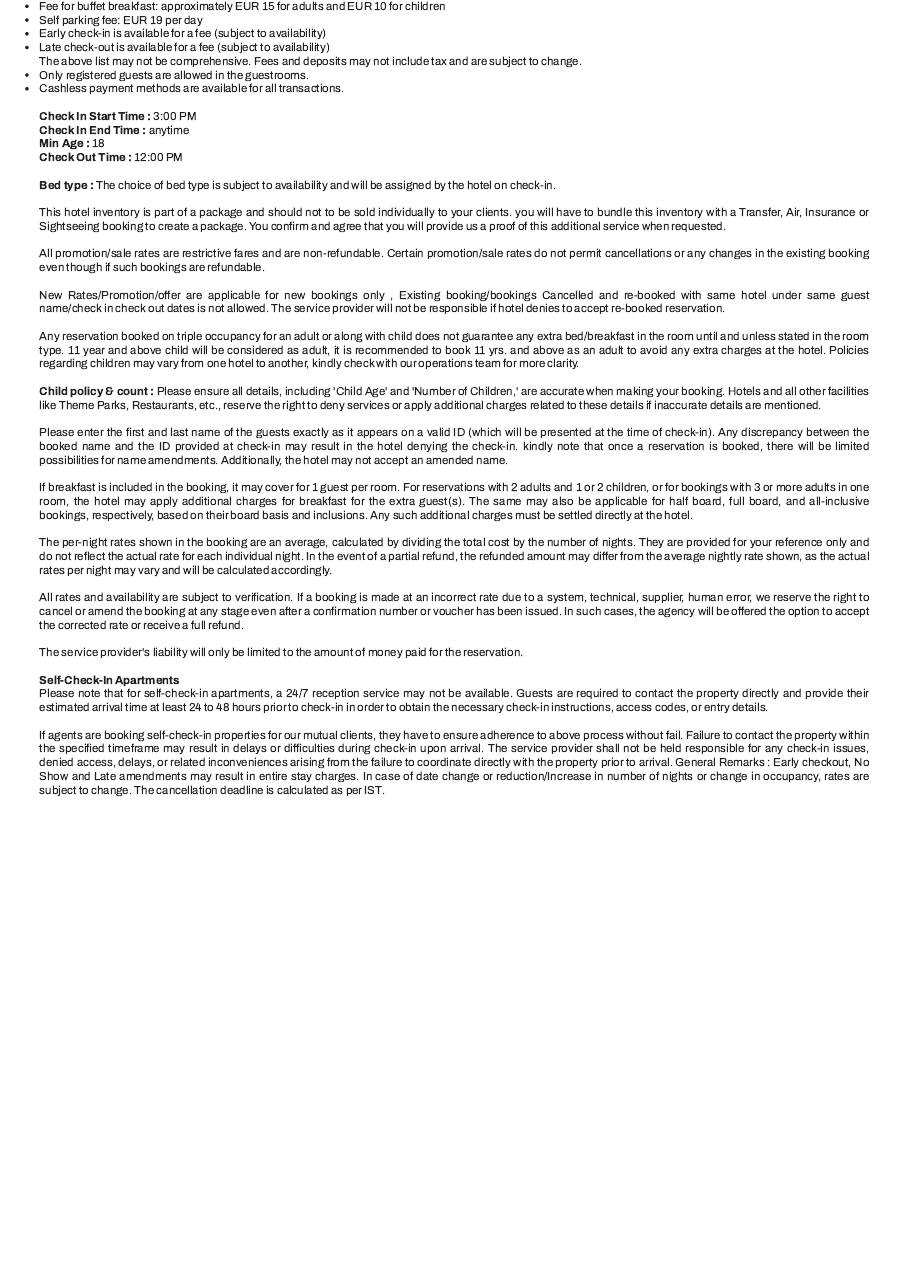 • Fee for buffet breakfast: approximately EUR 15 for adults and EUR 10 for children
• Self parking fee: EUR 19 per day
• Early check-in is available for a fee (subject to availability)
• Late check-out is available for a fee (subject to availability)
The above list may not be comprehensive. Fees and deposits may not include tax and are subject to change.
• Only registered guests are allowed in the guestrooms.
• Cashless payment methods are available for all transactions.
Check In Start Time : 3:00 PM
Check In End Time : anytime
Min Age : 18
Check Out Time : 12:00 PM
Bed type : The choice of bed type is subject to availability and will be assigned by the hotel on check-in.
This hotel inventory is part of a package and should not to be sold individually to your clients. you will have to bundle this inventory with a Transfer, Air, Insurance or
Sightseeing booking to create a package. You confirm and agree that you will provide us a proof of this additional service when requested.
All promotion/sale rates are restrictive fares and are non-refundable. Certain promotion/sale rates do not permit cancellations or any changes in the existing booking
even though if such bookings are refundable.
New Rates/Promotion/offer are applicable for new bookings only , Existing booking/bookings Cancelled and re-booked with same hotel under same guest
name/check in check out dates is not allowed. The service provider will not be responsible if hotel denies to accept re-booked reservation.
Any reservation booked on triple occupancy for an adult or along with child does not guarantee any extra bed/breakfast in the room until and unless stated in the room
type. 11 year and above child will be considered as adult, it is recommended to book 11 yrs. and above as an adult to avoid any extra charges at the hotel. Policies
regarding children may vary from one hotel to another, kindly check with our operations team for more clarity.
Child policy & count : Please ensure all details, including 'Child Age' and 'Number of Children,' are accurate when making your booking. Hotels and all other facilities
like Theme Parks, Restaurants, etc., reserve the right to deny services or apply additional charges related to these details if inaccurate details are mentioned.
Please enter the first and last name of the guests exactly as it appears on a valid ID (which will be presented at the time of check-in). Any discrepancy between the
booked name and the ID provided at check-in may result in the hotel denying the check-in. kindly note that once a reservation is booked, there will be limited
possibilities for name amendments. Additionally, the hotel may not accept an amended name.
If breakfast is included in the booking, it may cover for 1 guest per room. For reservations with 2 adults and 1 or 2 children, or for bookings with 3 or more adults in one
room, the hotel may apply additional charges for breakfast for the extra guest(s). The same may also be applicable for half board, full board, and all-inclusive
bookings, respectively, based on their board basis and inclusions. Any such additional charges must be settled directly at the hotel.
The per-night rates shown in the booking are an average, calculated by dividing the total cost by the number of nights. They are provided for your reference only and
do not reflect the actual rate for each individual night. In the event of a partial refund, the refunded amount may differ from the average nightly rate shown, as the actual
rates per night may vary and will be calculated accordingly.
All rates and availability are subject to verification. If a booking is made at an incorrect rate due to a system, technical, supplier, human error, we reserve the right to
cancel or amend the booking at any stage even after a confirmation number or voucher has been issued. In such cases, the agency will be offered the option to accept
the corrected rate or receive a full refund.
The service provider's liability will only be limited to the amount of money paid for the reservation.
Self-Check-In Apartments
Please note that for self-check-in apartments, a 24/7 reception service may not be available. Guests are required to contact the property directly and provide their
estimated arrival time at least 24 to 48 hours prior to check-in in order to obtain the necessary check-in instructions, access codes, or entry details.
If agents are booking self-check-in properties for our mutual clients, they have to ensure adherence to above process without fail. Failure to contact the property within
the specified timeframe may result in delays or difficulties during check-in upon arrival. The service provider shall not be held responsible for any check-in issues,
denied access, delays, or related inconveniences arising from the failure to coordinate directly with the property prior to arrival. General Remarks : Early checkout, No
Show and Late amendments may result in entire stay charges. In case of date change or reduction/Increase in number of nights or change in occupancy, rates are
subject to change. The cancellation deadline is calculated as per IST.